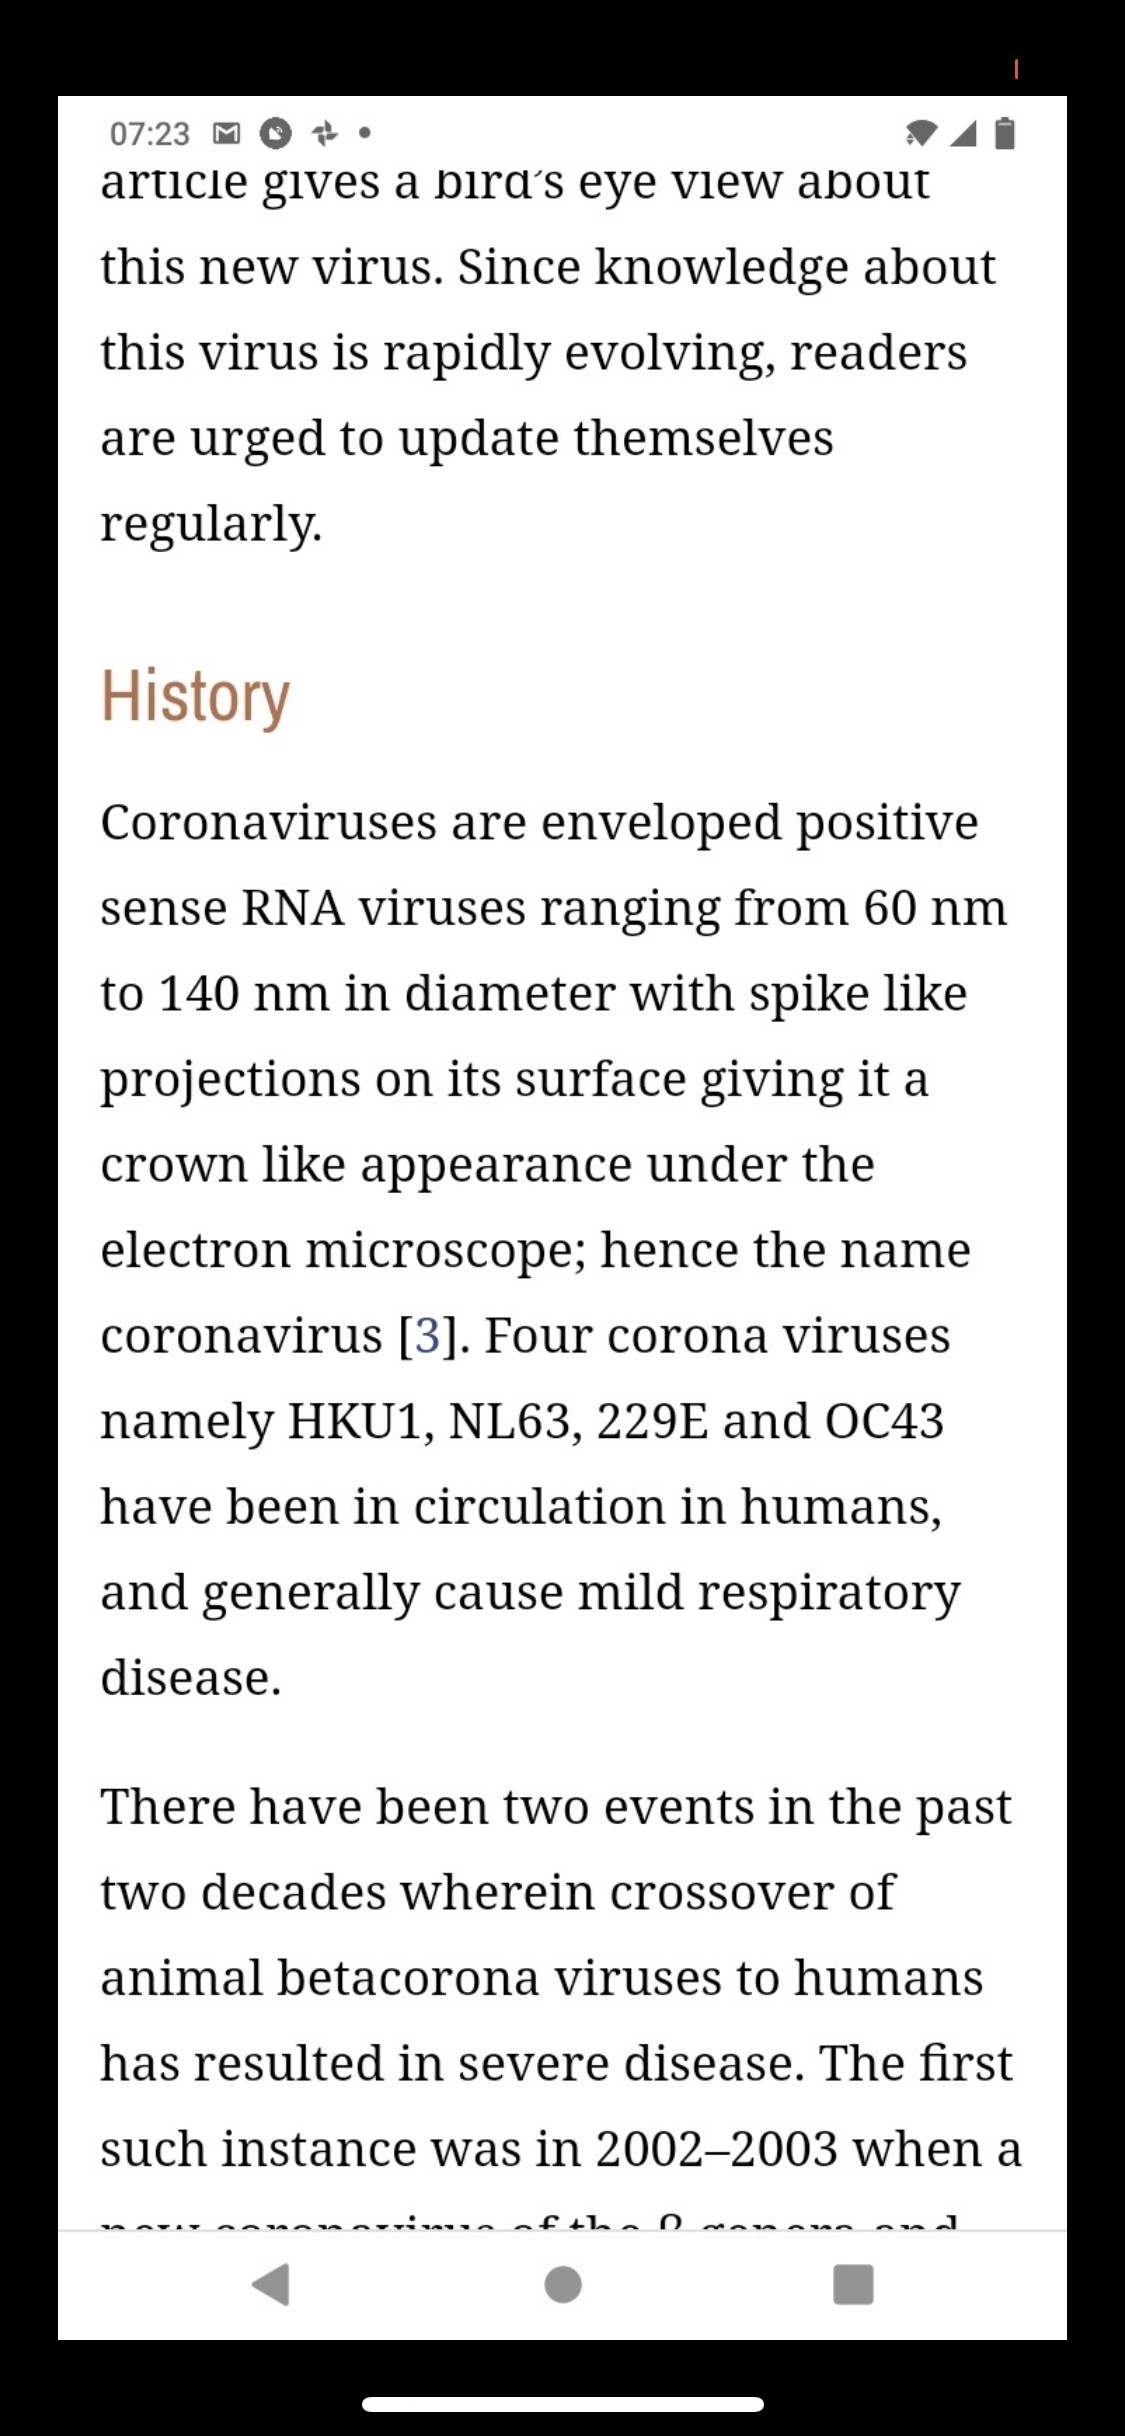 07:23
article gives a bird's eye view about
this new virus. Since knowledge about
this virus is rapidly evolving, readers
are urged to update themselves
regularly.
History
Coronaviruses are enveloped positive
sense RNA viruses ranging from 60 nm
to 140 nm in diameter with spike like
projections on its surface giving it a
crown like appearance under the
electron microscope; hence the name
coronavirus [3]. Four corona viruses
namely HKU1, NL63, 229E and OC43
have been in circulation in humans,
and generally cause mild respiratory
disease.
There have been two events in the past
two decades wherein crossover of
animal betacorona viruses to humans
has resulted in severe disease. The first
such instance was in 2002–2003 when a
new coronavirus of the β genera and